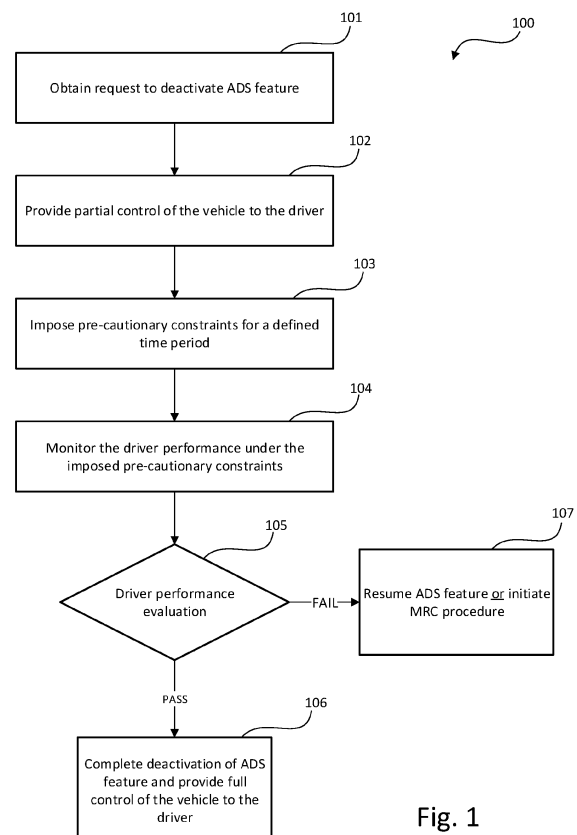 101
100
Obtain request to deactivate ADS feature
102
Provide partial control of the vehicle to the driver
103
Impose pre-cautionary constraints for a defined
time period
104
Monitor the driver performance under the
imposed pre-cautionary constraints
105
107
Driver performance
evaluation
FAIL
Resume ADS feature or initiate
MRC procedure
PASS
106
Complete deactivation of ADS
feature and provide full
control of the vehicle to the
driver
Fig. 1